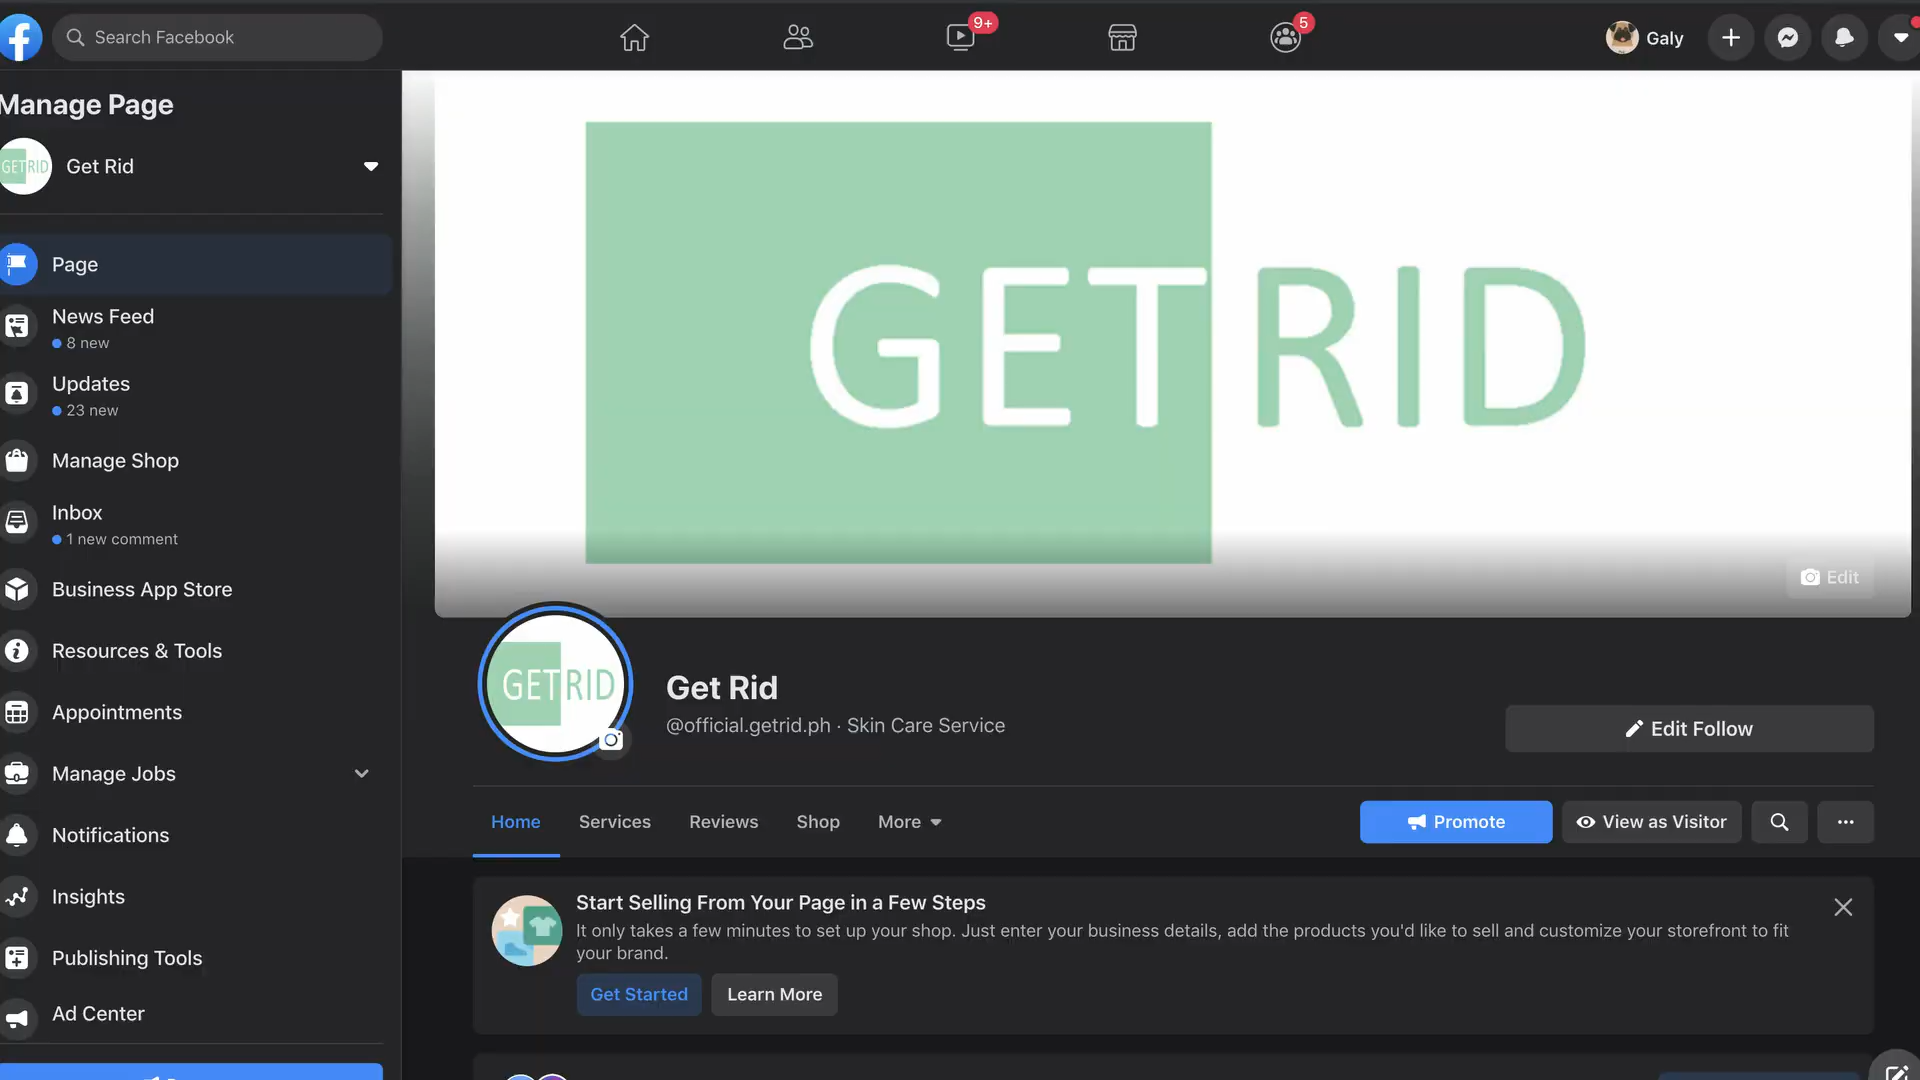 Search Facebook
9+
5
Galy
Manage Page
GETRID
Get Rid
Page
News Feed
8 new
Updates
23 new
Manage Shop
Inbox
1 new comment
Business App Store
Resources & Tools
Appointments
Manage Jobs
Notifications
Insights
Publishing Tools
Ad Center
GETRID
Edit
GETRID
Get Rid
@official.getrid.ph · Skin Care Service
Edit Follow
Home Services Reviews Shop More
Promote View as Visitor
Start Selling From Your Page in a Few Steps
It only takes a few minutes to set up your shop. Just enter your business details, add the products you'd like to sell and customize your storefront to fit
your brand.
Get Started Learn More